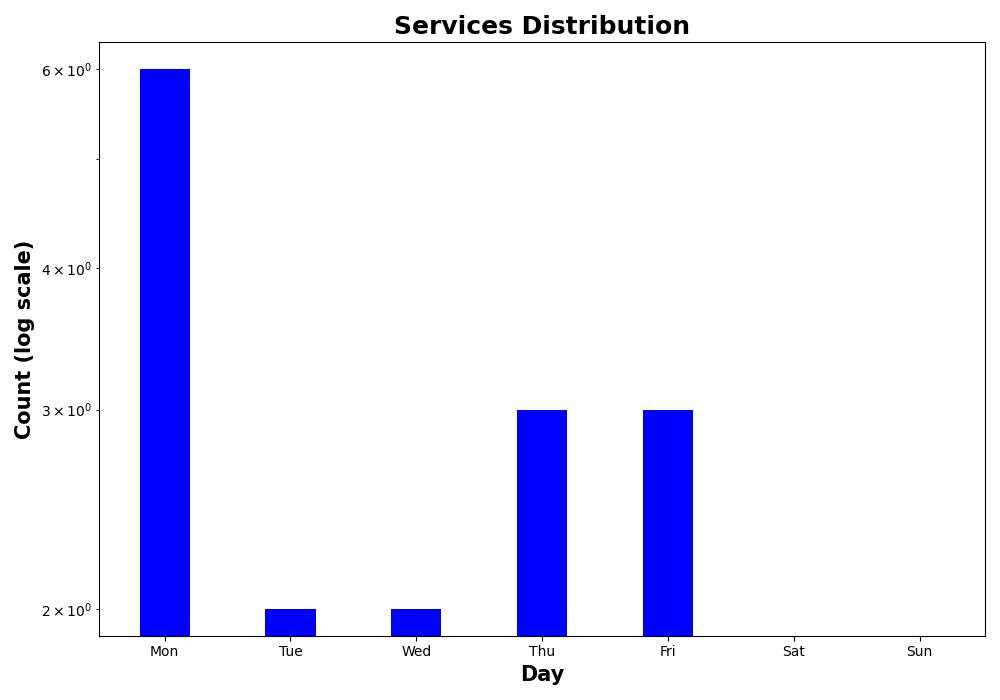 Services Distribution
6 × 10⁰
4 × 10⁰
3 × 10⁰
2 × 10⁰
Count (log scale)
Mon Tue Wed Thu Fri Sat Sun
Day